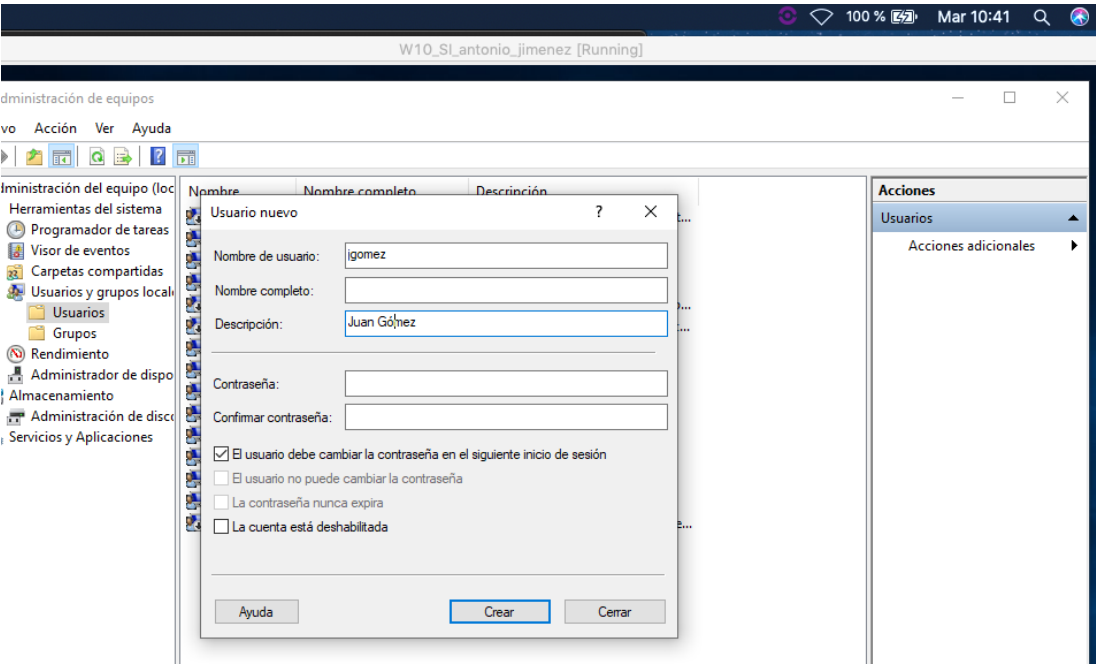 100 % Mar 10:41
W10_SI_antonio_jimenez [Running]
dministración de equipos
vo Acción Ver Ayuda
dministración del equipo (loc
Herramientas del sistema
Programador de tareas
Visor de eventos
Carpetas compartidas
Usuarios y grupos local
Usuarios
Grupos
Rendimiento
Administrador de dispo
Almacenamiento
Administración de disc
Servicios y Aplicaciones
Nombre Nombre completo Descripción
Usuario nuevo ? ×
Nombre de usuario: jgomez
Nombre completo:
Descripción: Juan Gómez
Contraseña:
Confirmar contraseña:
El usuario debe cambiar la contraseña en el siguiente inicio de sesión
El usuario no puede cambiar la contraseña
La contraseña nunca expira
La cuenta está deshabilitada
Ayuda Crear Cerrar
Acciones
Usuarios
Acciones adicionales